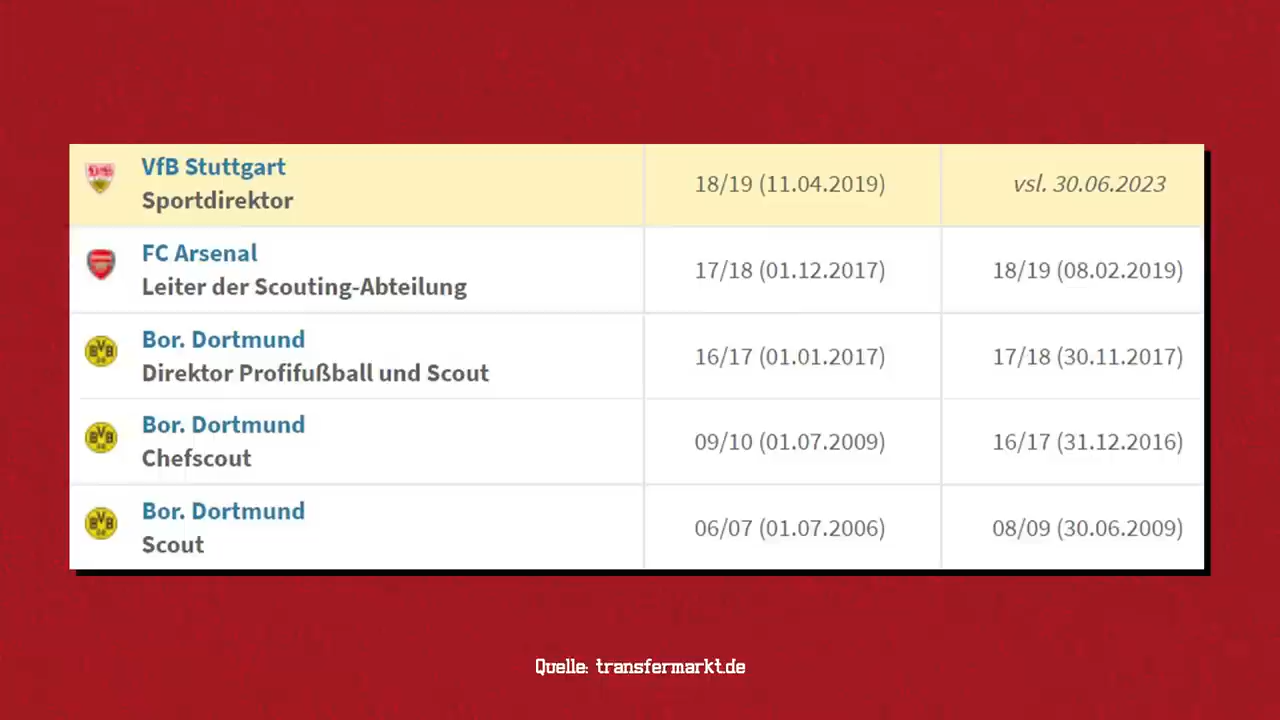 VfB Stuttgart
Sportdirektor
18/19 (11.04.2019)
vsl. 30.06.2023
FC Arsenal
Leiter der Scouting-Abteilung
17/18 (01.12.2017)
18/19 (08.02.2019)
Bor. Dortmund
Direktor Profifußball und Scout
16/17 (01.01.2017)
17/18 (30.11.2017)
Bor. Dortmund
Chefscout
09/10 (01.07.2009)
16/17 (31.12.2016)
Bor. Dortmund
Scout
06/07 (01.07.2006)
08/09 (30.06.2009)
Quelle: transfermarkt.de